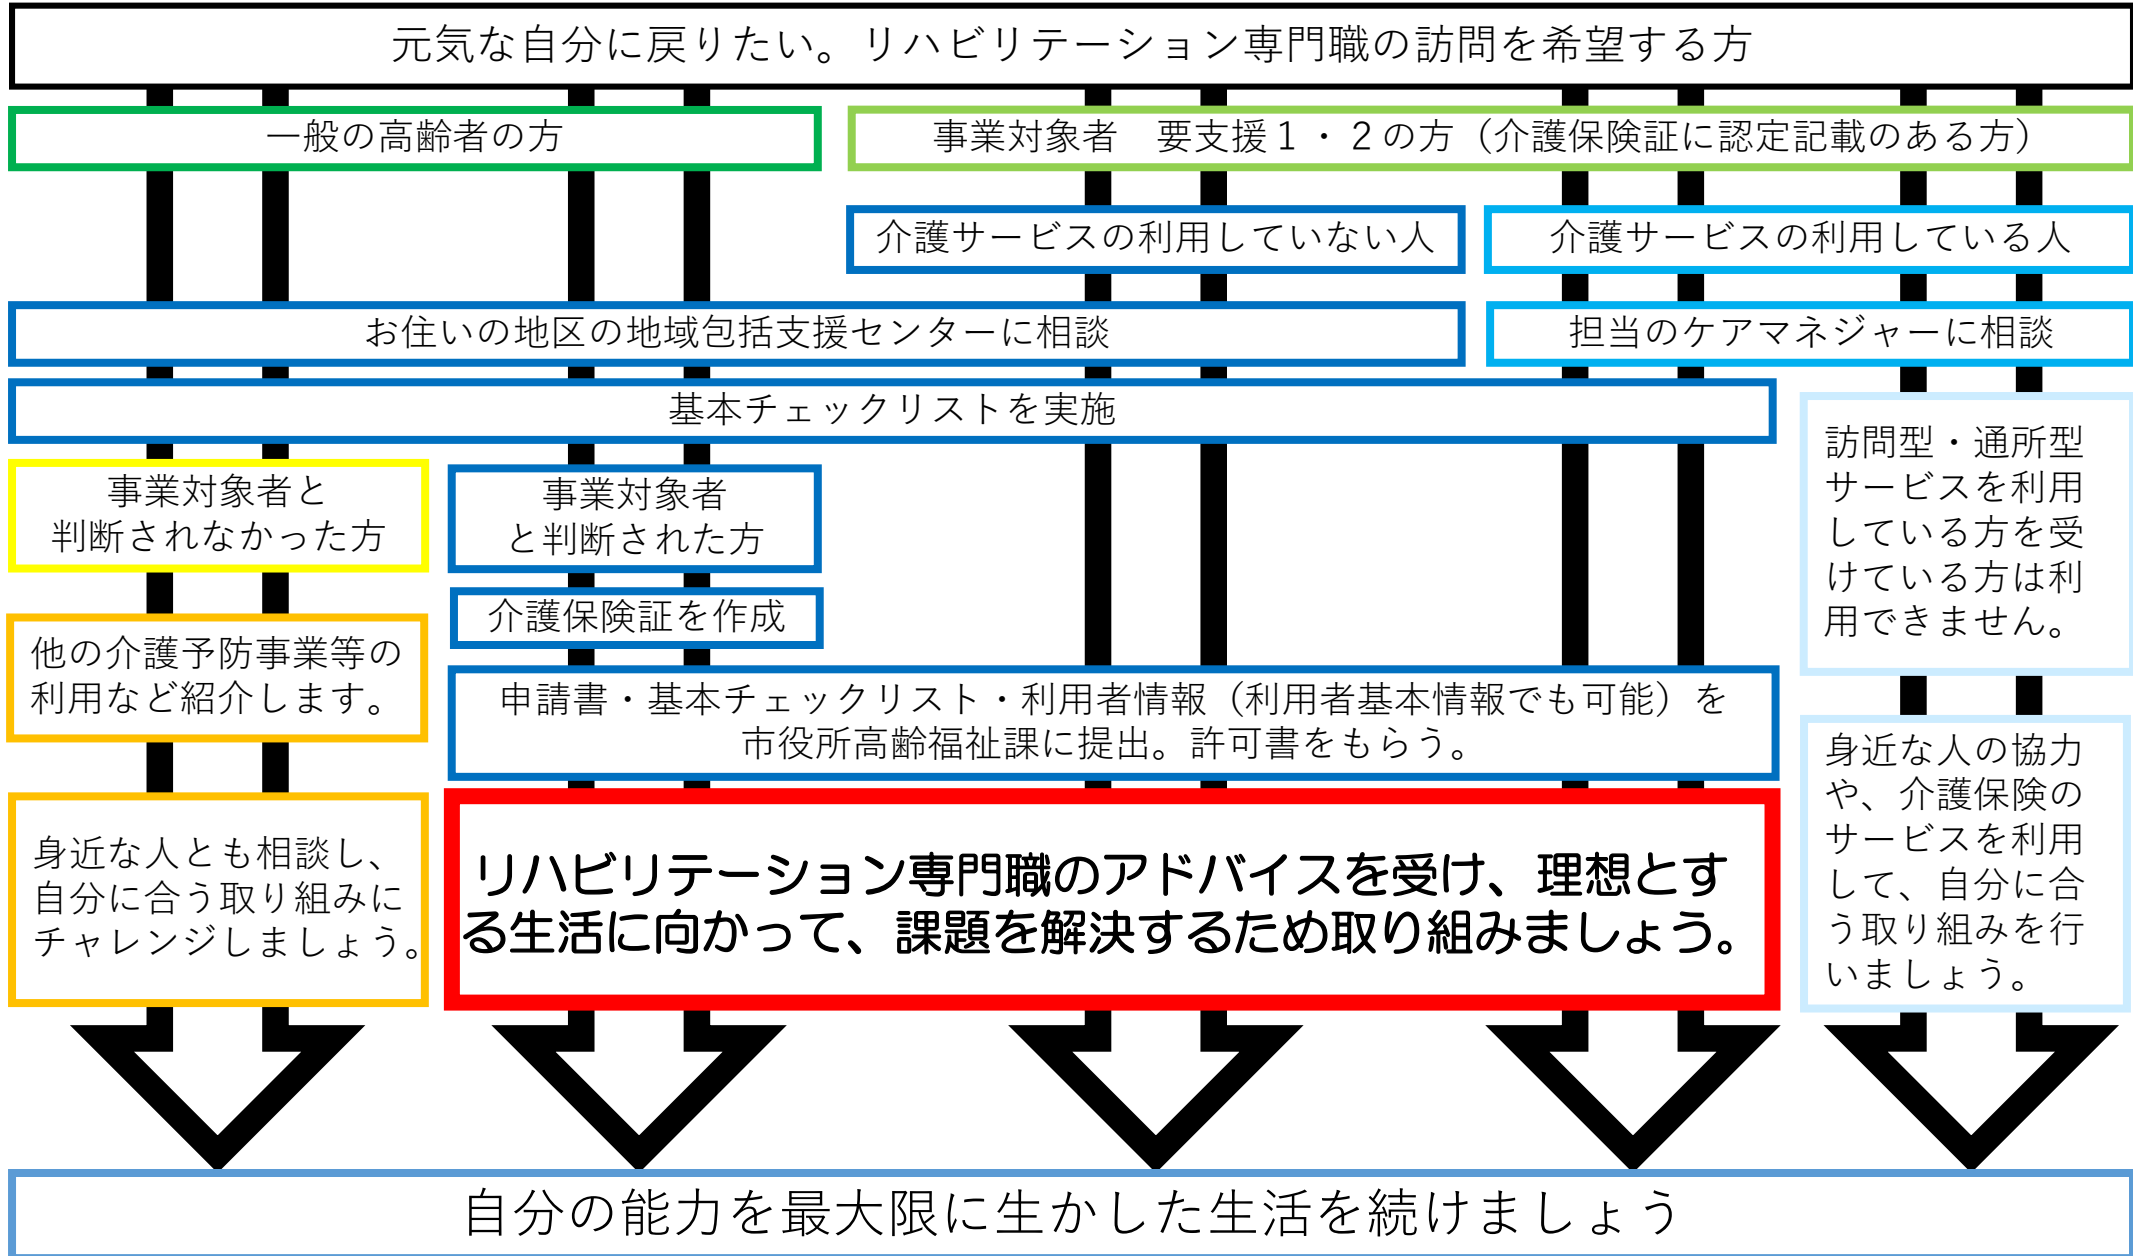 元気な自分に戻りたい。リハビリテーション専門職の訪問を希望する方
一般の高齢者の方
事業対象者　要支援１・２の方（介護保険証に認定記載のある方）
介護サービスの利用していない人
介護サービスの利用している人
お住いの地区の地域包括支援センターに相談
担当のケアマネジャーに相談
基本チェックリストを実施
事業対象者と
判断されなかった方
事業対象者
と判断された方
訪問型・通所型
サービスを利用
している方を受
けている方は利
用できません。
介護保険証を作成
他の介護予防事業等の
利用など紹介します。
申請書・基本チェックリスト・利用者情報（利用者基本情報でも可能）を
市役所高齢福祉課に提出。許可書をもらう。
身近な人とも相談し、
自分に合う取り組みに
チャレンジしましょう。
リハビリテーション専門職のアドバイスを受け、理想とす
る生活に向かって、課題を解決するため取り組みましょう。
身近な人の協力
や、介護保険の
サービスを利用
して、自分に合
う取り組みを行
いましょう。
自分の能力を最大限に生かした生活を続けましょう